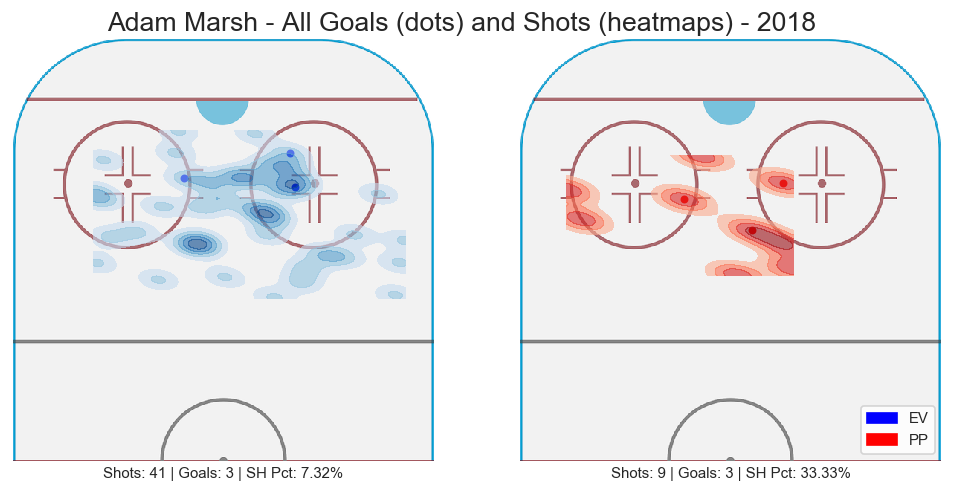 Adam Marsh - All Goals (dots) and Shots (heatmaps) - 2018
EV
PP
Shots: 41 | Goals: 3 | SH Pct: 7.32%
Shots: 9 | Goals: 3 | SH Pct: 33.33%